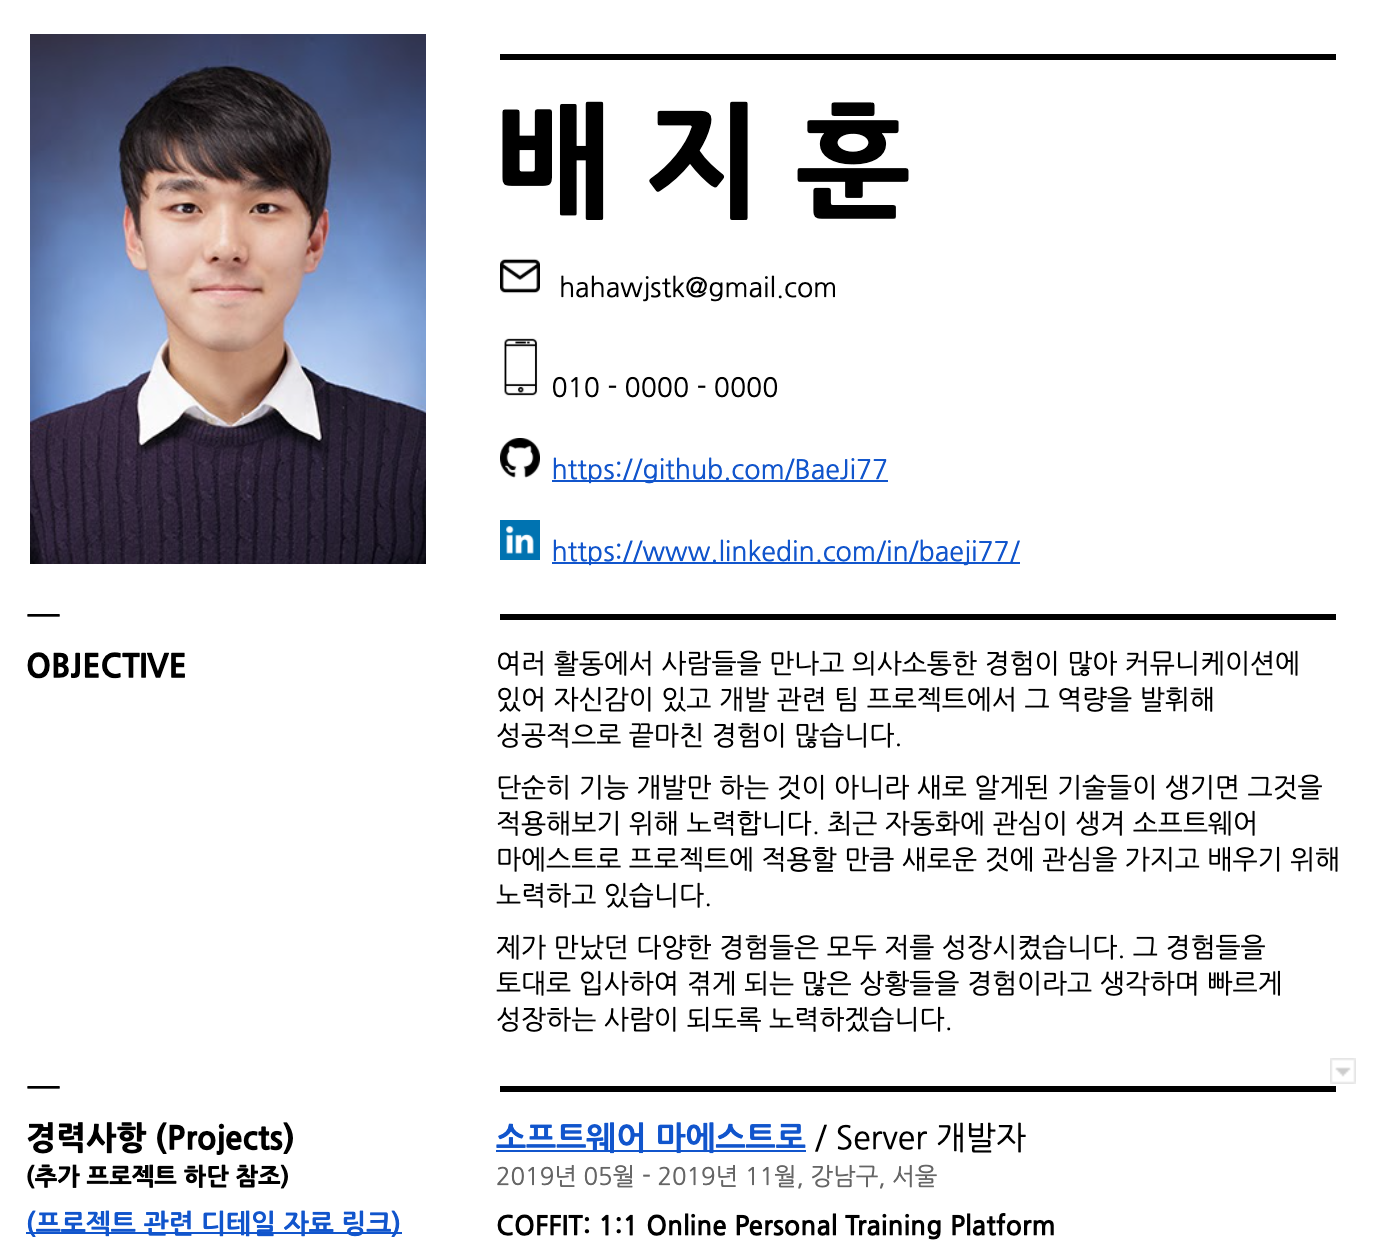 배 지 훈
hahawjstk@gmail.com
010 - 0000 - 0000
https://github.com/BaeJi77
in https://www.linkedin.com/in/baeji77/
OBJECTIVE
여러 활동에서 사람들을 만나고 의사소통한 경험이 많아 커뮤니케이션에
있어 자신감이 있고 개발 관련 팀 프로젝트에서 그 역량을 발휘해
성공적으로 끝마친 경험이 많습니다.
단순히 기능 개발만 하는 것이 아니라 새로 알게된 기술들이 생기면 그것을
적용해보기 위해 노력합니다. 최근 자동화에 관심이 생겨 소프트웨어
마에스트로 프로젝트에 적용할 만큼 새로운 것에 관심을 가지고 배우기 위해
노력하고 있습니다.
제가 만났던 다양한 경험들은 모두 저를 성장시켰습니다. 그 경험들을
토대로 입사하여 겪게 되는 많은 상황들을 경험이라고 생각하며 빠르게
성장하는 사람이 되도록 노력하겠습니다.
경력사항 (Projects)
(추가 프로젝트 하단 참조)
(프로젝트 관련 디테일 자료 링크)
소프트웨어 마에스트로 / Server 개발자
2019년 05월 - 2019년 11월, 강남구, 서울
COFFIT: 1:1 Online Personal Training Platform